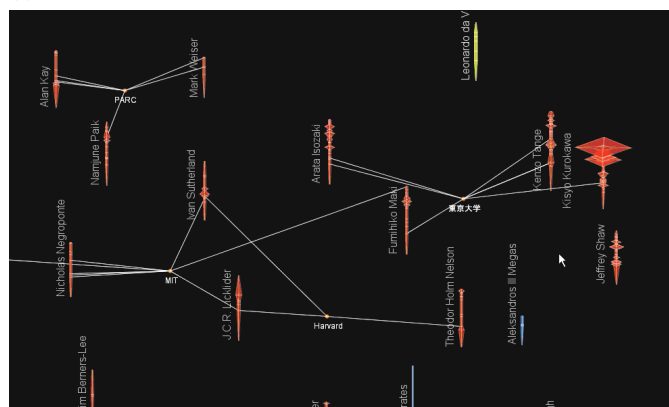 Leonardo da V
Alan Kay
Mark Weiser
PARC
Namjune Paik
Ivan Sutherland
Arata Isozaki
Kenzo Tange
Kisyo Kurokawa
Fumihiko Maki
東京大学
Nicholas Negroponte
MIT
Jeffrey Shaw
J.C.R. Licklider
Harvard
Theodor Holm Nelson
Aleksandros III Megas
im Berners-Lee
er
rates
ah